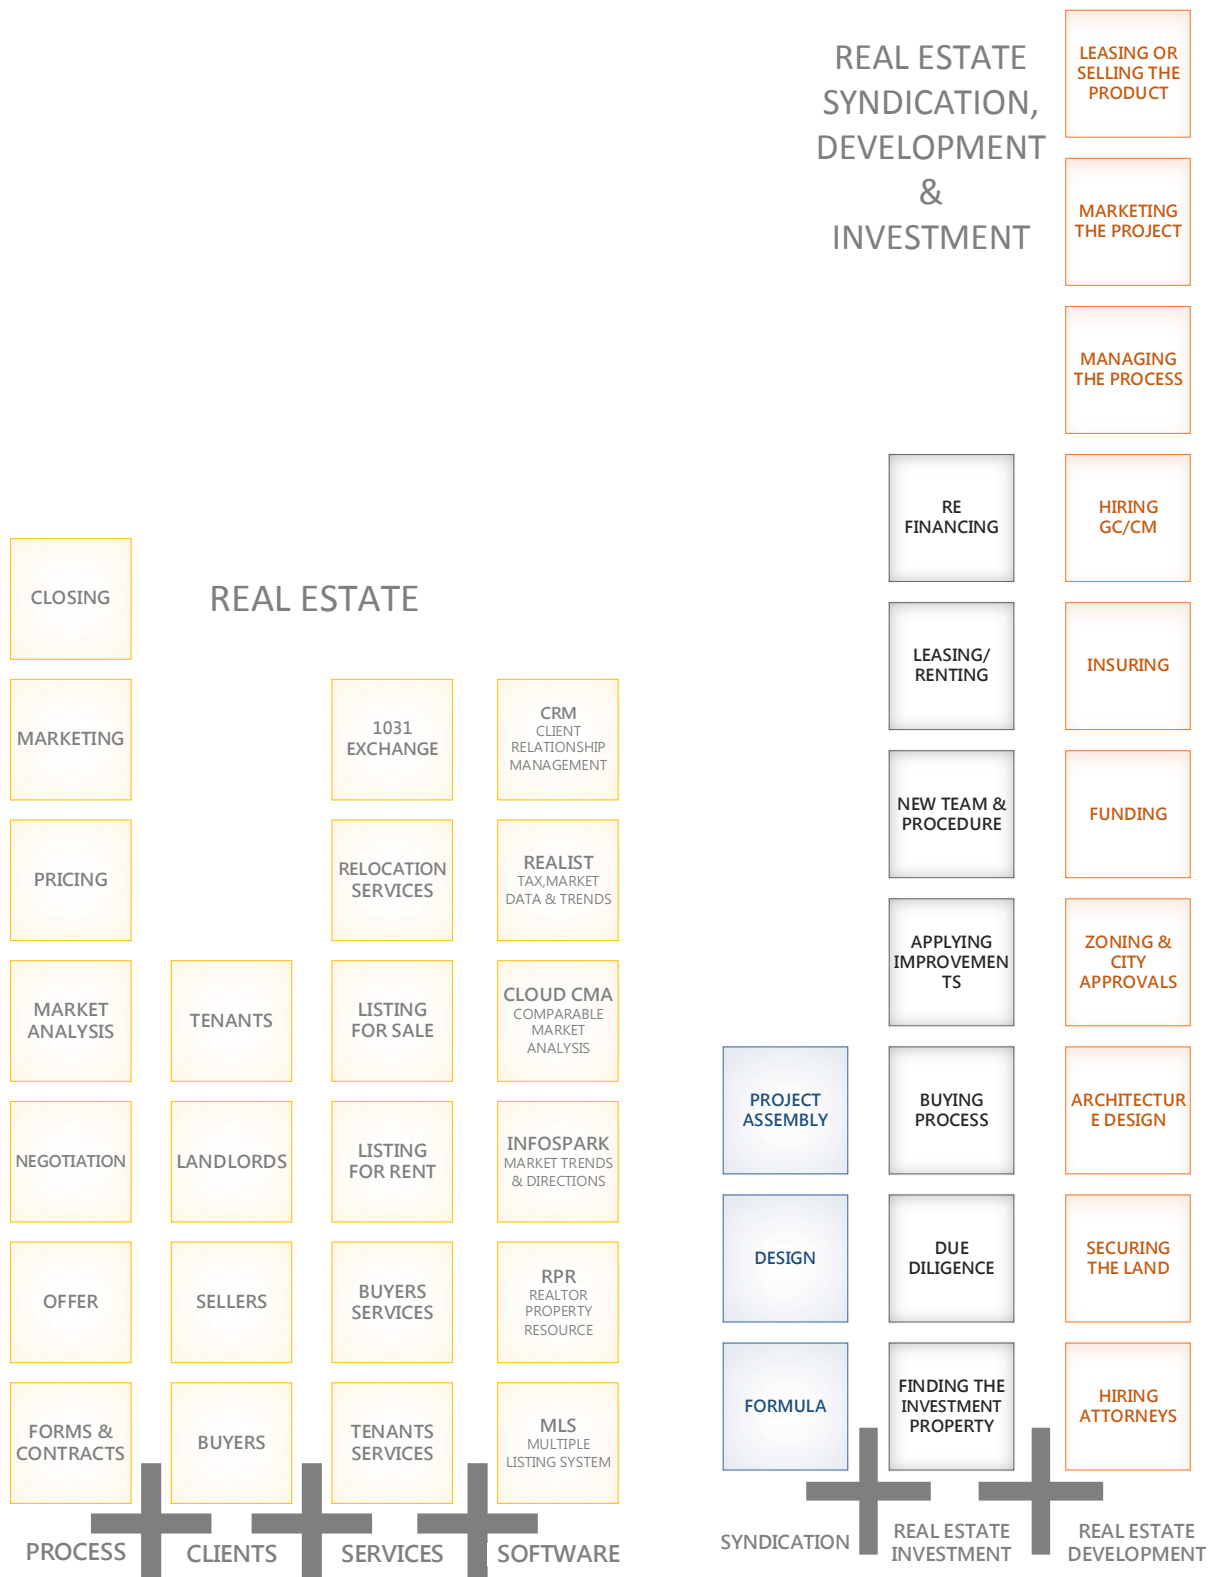 REAL ESTATE
CLOSING
MARKETING
PRICING
MARKET
ANALYSIS
NEGOTIATION
OFFER
FORMS &
CONTRACTS
PROCESS
TENANTS
LANDLORDS
SELLERS
BUYERS
CLIENTS
1031
EXCHANGE
RELOCATION
SERVICES
LISTING
FOR SALE
LISTING
FOR RENT
BUYERS
SERVICES
TENANTS
SERVICES
SERVICES
CRM
CLIENT
RELATIONSHIP
MANAGEMENT
REALIST
TAX,MARKET
DATA & TRENDS
CLOUD CMA
COMPARABLE
MARKET
ANALYSIS
INFOSPARK
MARKET TRENDS
& DIRECTIONS
RPR
REALTOR
PROPERTY
RESOURCE
MLS
MULTIPLE
LISTING SYSTEM
SOFTWARE
REAL ESTATE
SYNDICATION,
DEVELOPMENT
&
INVESTMENT
PROJECT
ASSEMBLY
DESIGN
FORMULA
SYNDICATION
RE
FINANCING
LEASING/
RENTING
NEW TEAM &
PROCEDURE
APPLYING
IMPROVEMEN
TS
BUYING
PROCESS
DUE
DILIGENCE
FINDING THE
INVESTMENT
PROPERTY
REAL ESTATE
INVESTMENT
LEASING OR
SELLING THE
PRODUCT
MARKETING
THE PROJECT
MANAGING
THE PROCESS
HIRING
GC/CM
INSURING
FUNDING
ZONING &
CITY
APPROVALS
ARCHITECTUR
E DESIGN
SECURING
THE LAND
HIRING
ATTORNEYS
REAL ESTATE
DEVELOPMENT